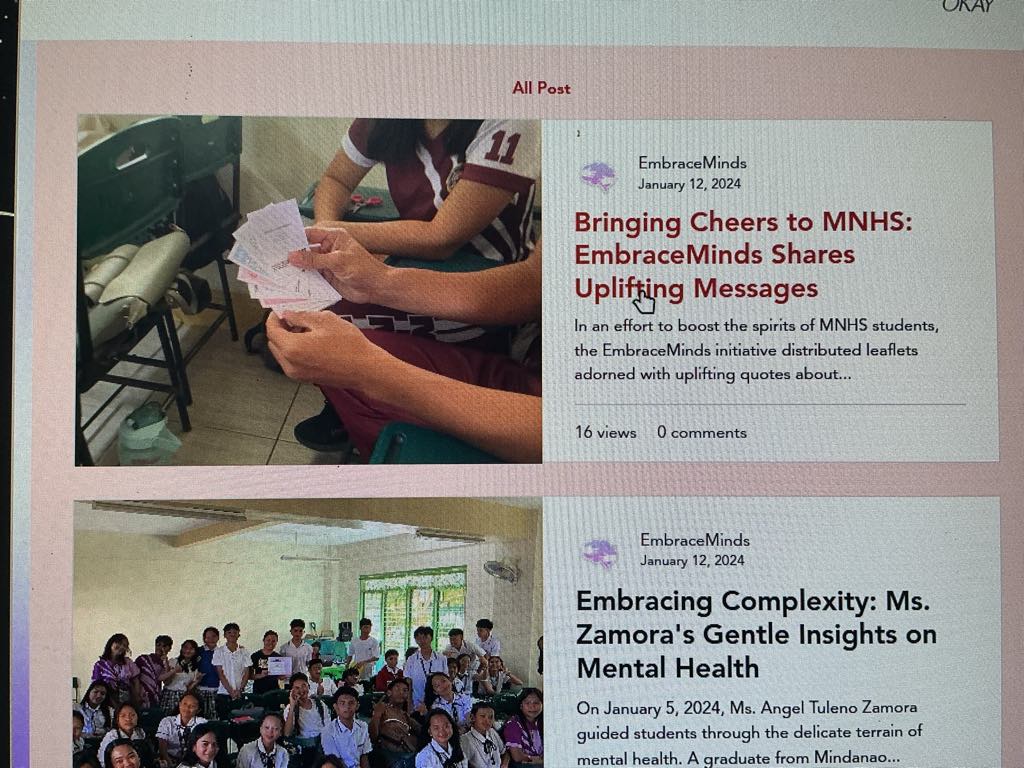 OKAY
All Post
11
EmbraceMinds
January 12, 2024
Bringing Cheers to MNHS:
EmbraceMinds Shares
Uplifting Messages
In an effort to boost the spirits of MNHS students,
the EmbraceMinds initiative distributed leaflets
adorned with uplifting quotes about...
16 views 0 comments
EmbraceMinds
January 12, 2024
Embracing Complexity: Ms.
Zamora's Gentle Insights on
Mental Health
On January 5, 2024, Ms. Angel Tuleno Zamora
guided students through the delicate terrain of
mental health. A graduate from Mindanao...